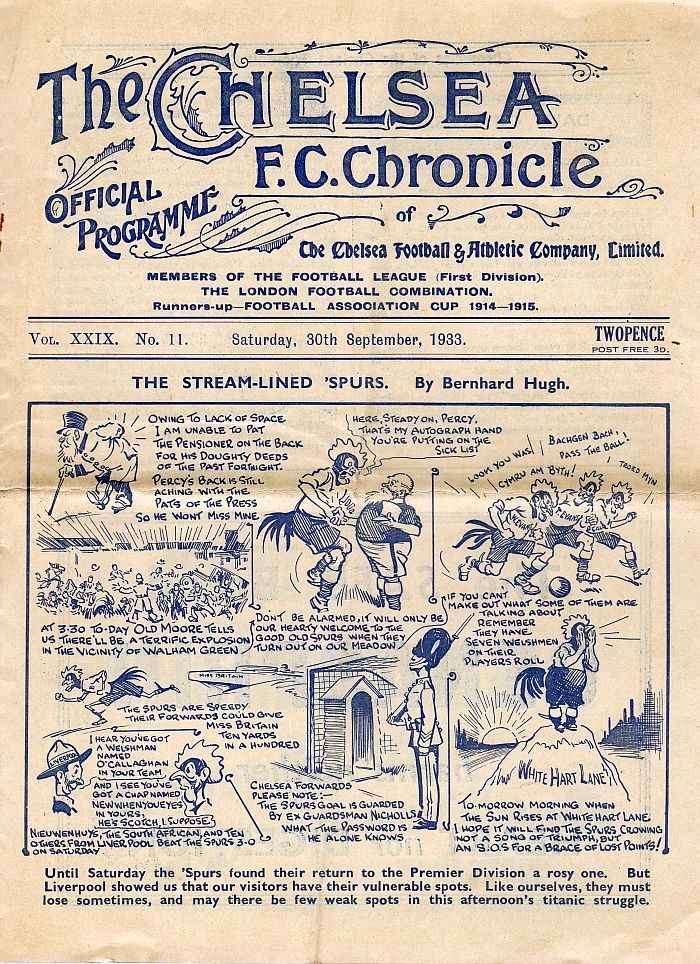 The CHELSEA
F.C. Chronicle
OFFICIAL
PROGRAMME
of
The Chelsea Football & Athletic Company, Limited.
MEMBERS OF THE FOOTBALL LEAGUE (First Division).
THE LONDON FOOTBALL COMBINATION.
Runners-up—FOOTBALL ASSOCIATION CUP 1914-1915.
VOL. XXIX. No. 11. Saturday, 30th September, 1933.
TWOPENCE
POST FREE 3D.
THE STREAM-LINED 'SPURS. By Bernhard Hugh.
OWING TO LACK OF SPACE
I AM UNABLE TO PAT
THE PENSIONER ON THE BACK
FOR HIS DOUGHTY DEEDS
OF THE PAST FORTNIGHT.
PERCY'S BACK IS STILL
ACHING WITH THE
PATS OF THE PRESS
SO HE WONT MISS MINE
HERE, STEADY ON, PERCY,
THAT'S MY AUTOGRAPH HAND
YOU'RE PUTTING ON THE
SICK LIST
LOOK YOU WAS!
CYMRU AM BYTH!
BACHGEN BACH,
PASS THE BALL!
TROED MYN
EVANS
AT 3·30 TO-DAY OLD MOORE TELLS
US THERE'LL BE A TERRIFIC EXPLOSION
IN THE VICINITY OF WALHAM GREEN
DONT BE ALARMED, IT WILL ONLY BE
OUR HEARTY WELCOME TO THE
GOOD OLD SPURS WHEN THEY
TURN OUT ON OUR MEADOW
IF YOU CANT
MAKE OUT WHAT SOME OF THEM ARE
TALKING ABOUT
REMEMBER
THEY HAVE
SEVEN WELSHMEN
ON THEIR
PLAYERS ROLL
MISS BRITAIN
THE SPURS ARE SPEEDY
THEIR FORWARDS COULD GIVE
MISS BRITAIN
TEN YARDS
IN A HUNDRED
I HEAR YOU'VE GOT
A WELSHMAN
NAMED
O'CALLAGHAN
IN YOUR TEAM
AND I SEE YOU'VE
GOT A CHAP NAMED
NEWWHENYOUEYES
IN YOURS,
HE'S SCOTCH, I SUPPOSE?
LIVERPOOL
NIEUWENHUYS, THE SOUTH AFRICAN, AND TEN
OTHERS FROM LIVERPOOL BEAT THE SPURS 3-0
ON SATURDAY
CHELSEA FORWARDS
PLEASE NOTE:-
THE SPURS GOAL IS GUARDED
BY EX GUARDSMAN NICHOLLS
WHAT THE PASSWORD IS
HE ALONE KNOWS
WHITE HART LANE
TO-MORROW MORNING WHEN
THE SUN RISES AT WHITE HART LANE
I HOPE IT WILL FIND THE SPURS CROWING
NOT A SONG OF TRIUMPH, BUT
AN S.O.S. FOR A BRACE OF LOST POINTS!
Until Saturday the 'Spurs found their return to the Premier Division a rosy one. But
Liverpool showed us that our visitors have their vulnerable spots. Like ourselves, they must
lose sometimes, and may there be few weak spots in this afternoon's titanic struggle.